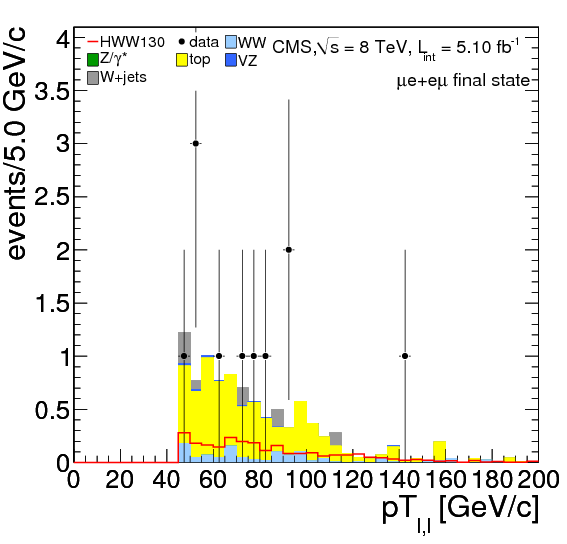 HWW130
data
WW
Z/γ*
top
VZ
W+jets
CMS,√s = 8 TeV, L_int = 5.10 fb⁻¹
μe+eμ final state
events/5.0 GeV/c
4
3.5
3
2.5
2
1.5
1
0.5
0
0 20 40 60 80 100 120 140 160 180 200
pT_l,l [GeV/c]